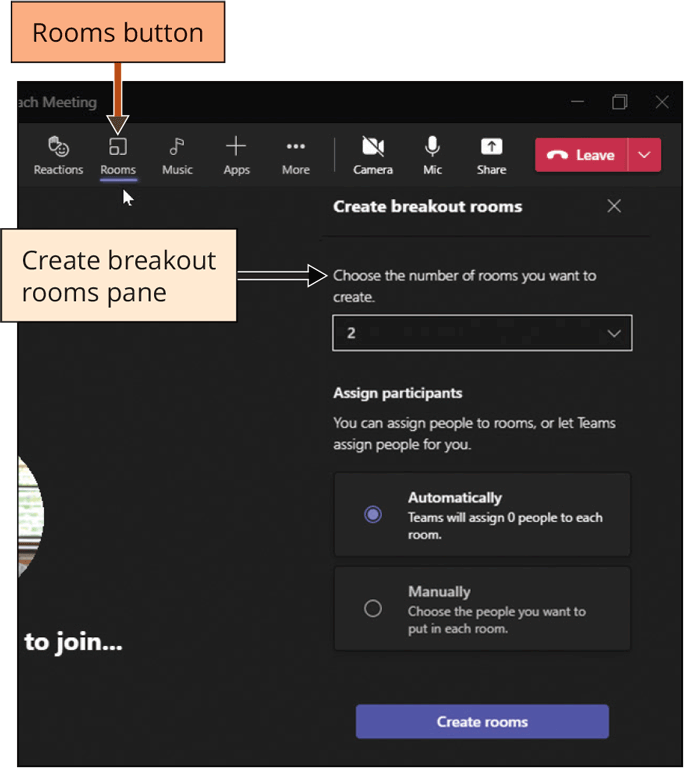 Rooms button
ach Meeting
Reactions
Rooms
Music
Apps
More
Camera
Mic
Share
Leave
Create breakout rooms
Create breakout
rooms pane
Choose the number of rooms you want to
create.
2
Assign participants
You can assign people to rooms, or let Teams
assign people for you.
Automatically
Teams will assign 0 people to each
room.
Manually
Choose the people you want to
put in each room.
to join...
Create rooms